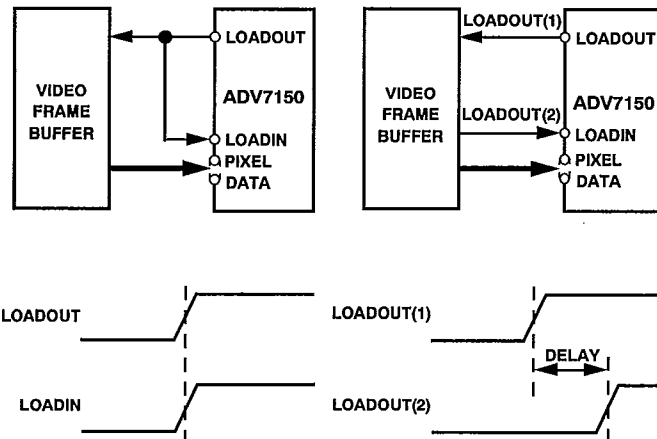 LOADOUT
ADV7150
VIDEO
FRAME
BUFFER
LOADIN
PIXEL
DATA
LOADOUT(1)
LOADOUT
ADV7150
VIDEO
FRAME
BUFFER
LOADOUT(2)
LOADIN
PIXEL
DATA
LOADOUT
LOADIN
LOADOUT(1)
DELAY
LOADOUT(2)